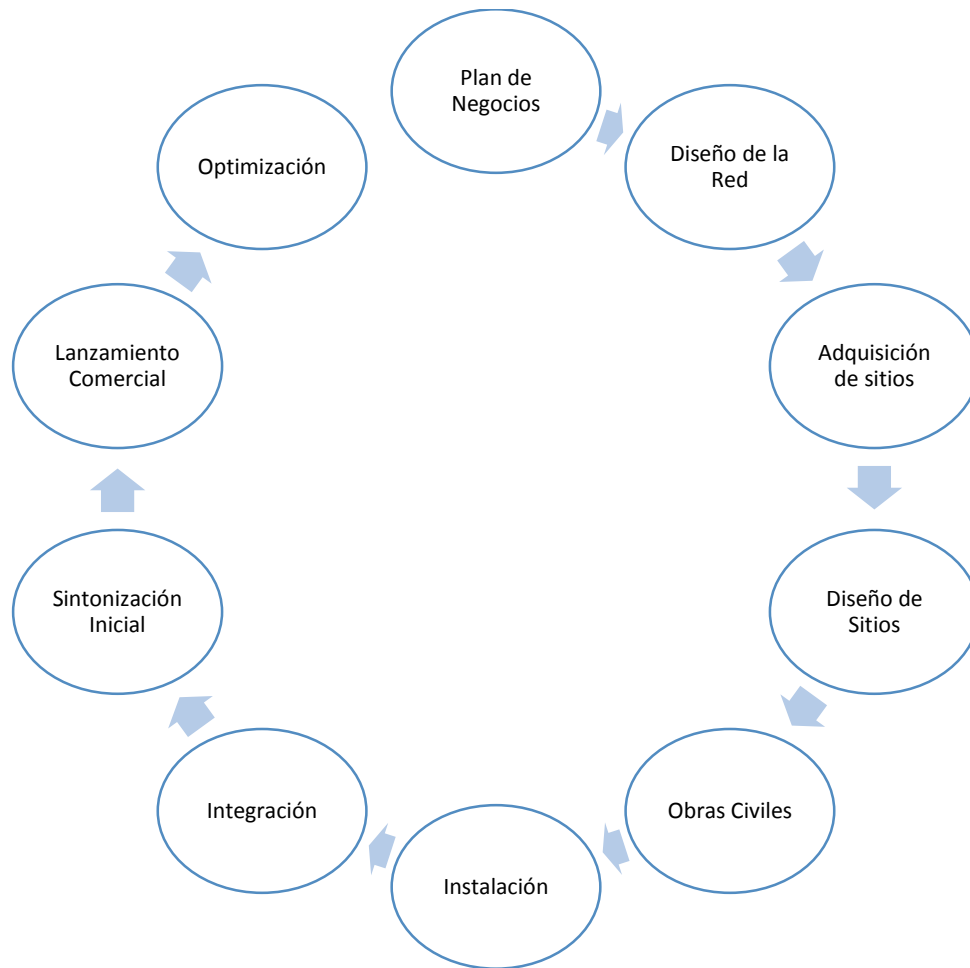 Plan de
Negocios
Diseño de la
Red
Adquisición
de sitios
Diseño de
Sitios
Obras Civiles
Instalación
Integración
Sintonización
Inicial
Lanzamiento
Comercial
Optimización